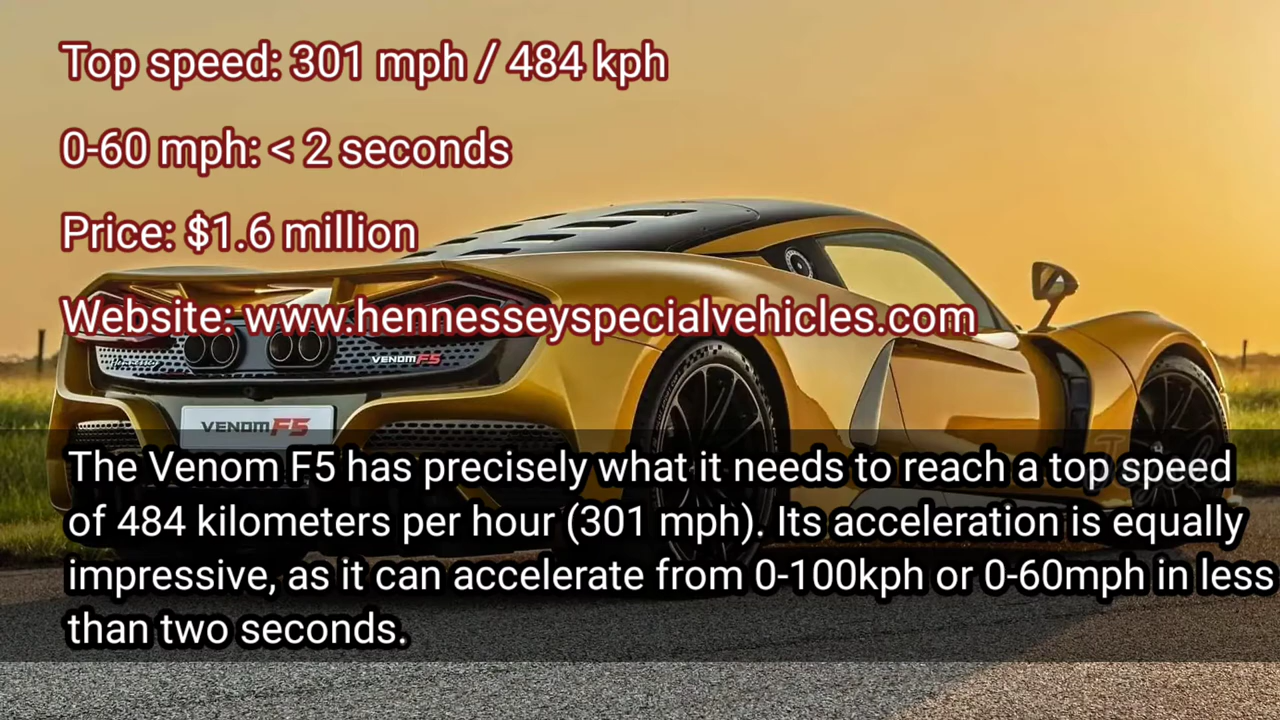 Top speed: 301 mph / 484 kph
0-60 mph: < 2 seconds
Price: $1.6 million
Website: www.hennesseyspecialvehicles.com
Hennessey
VENOM F5
VENOM F5
The Venom F5 has precisely what it needs to reach a top speed
of 484 kilometers per hour (301 mph). Its acceleration is equally
impressive, as it can accelerate from 0-100kph or 0-60mph in less
than two seconds.